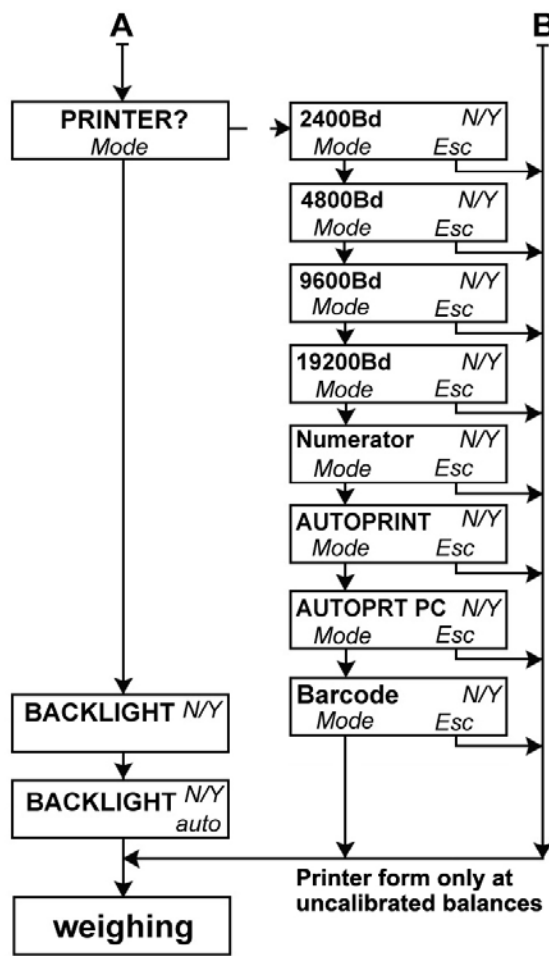 A
B
PRINTER?
Mode
2400Bd N/Y
Mode Esc
4800Bd N/Y
Mode Esc
9600Bd N/Y
Mode Esc
19200Bd N/Y
Mode Esc
Numerator N/Y
Mode Esc
AUTOPRINT N/Y
Mode Esc
AUTOPRT PC N/Y
Mode Esc
Barcode N/Y
Mode Esc
BACKLIGHT N/Y
BACKLIGHT N/Y
auto
Printer form only at
uncalibrated balances
weighing